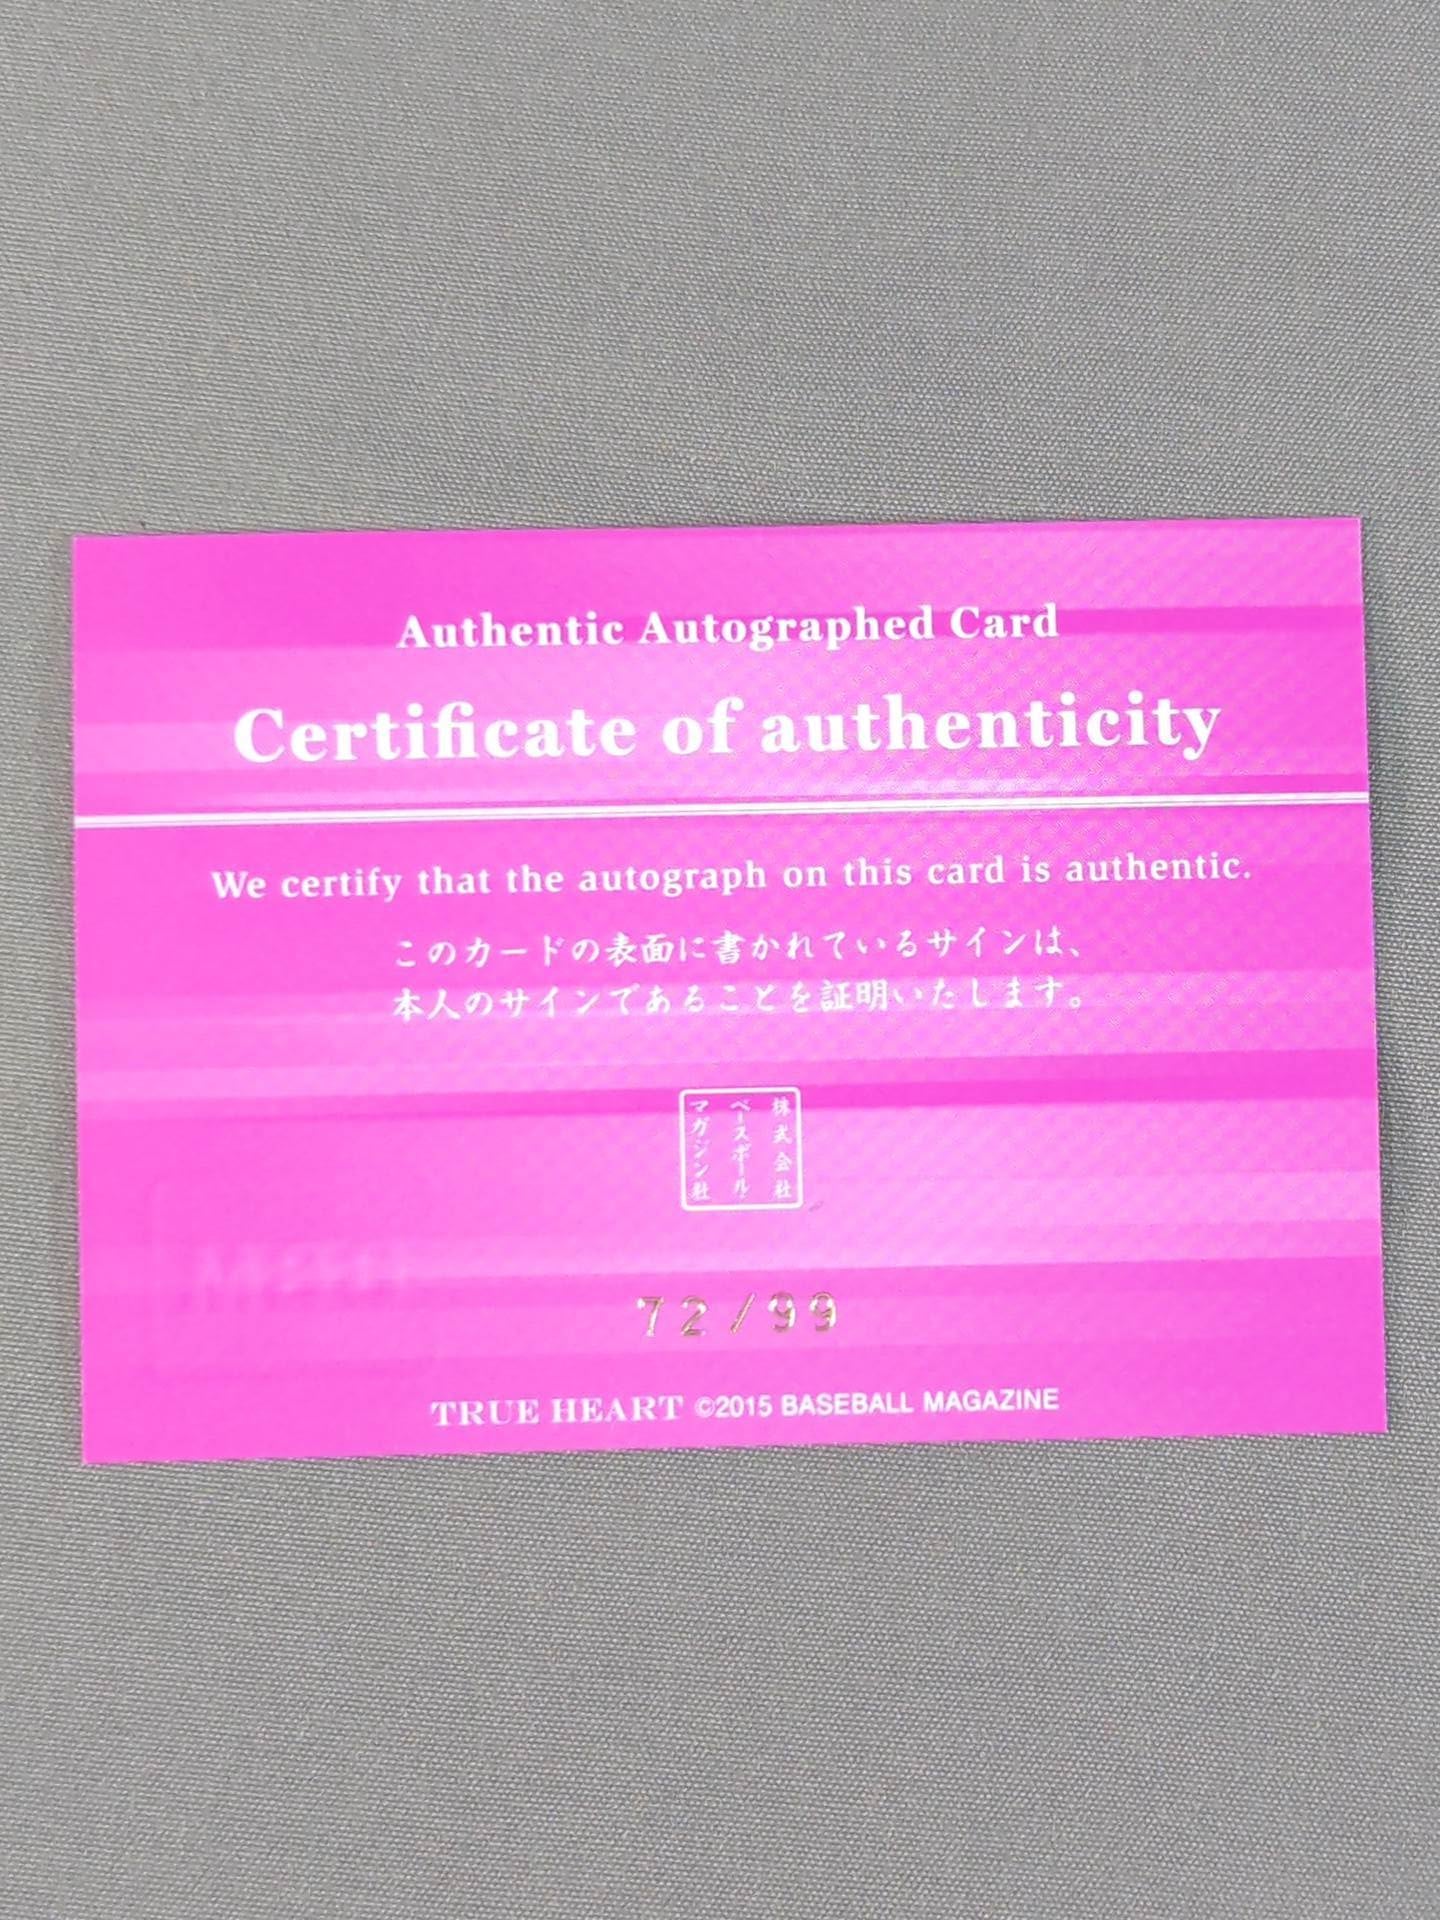 Authentic Autographed Card
Certificate of authenticity
We certify that the autograph on this card is authentic.
このカードの表面に書かれているサインは、
本人のサインであることを証明いたします。
株式会社
ベースボール・
マガジン社
72/99
TRUE HEART ©2015 BASEBALL MAGAZINE